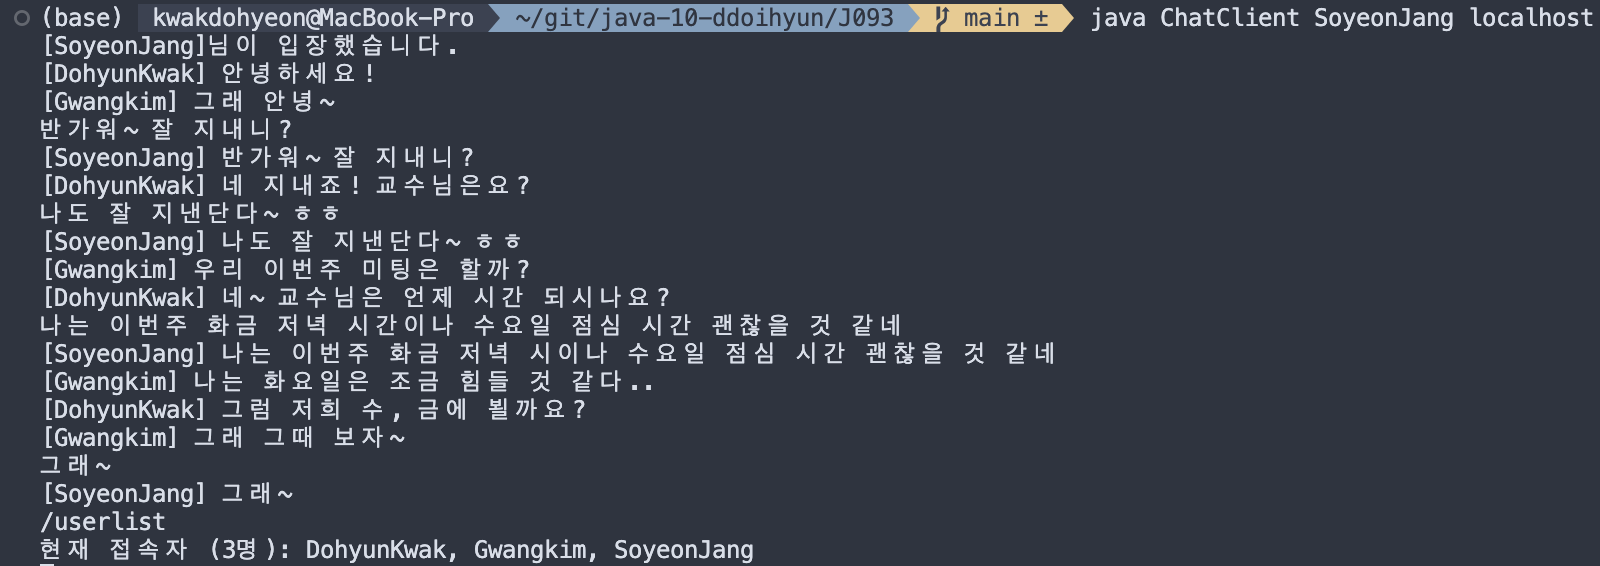 (base) kwakdohyeon@MacBook-Pro ~/git/java-10-ddoihyun/J093 main ± java ChatClient SoyeonJang localhost
[SoyeonJang]님이 입장했습니다.
[DohyunKwak] 안녕하세요!
[Gwangkim] 그래 안녕~
반가워~ 잘 지내니?
[SoyeonJang] 반가워~ 잘 지내니?
[DohyunKwak] 네 지내죠! 교수님은요?
나도 잘 지낸단다~ ㅎㅎ
[SoyeonJang] 나도 잘 지낸단다~ ㅎㅎ
[Gwangkim] 우리 이번주 미팅은 할까?
[DohyunKwak] 네~ 교수님은 언제 시간 되시나요?
나는 이번주 화금 저녁 시간이나 수요일 점심 시간 괜찮을 것 같네
[SoyeonJang] 나는 이번주 화금 저녁 시이나 수요일 점심 시간 괜찮을 것 같네
[Gwangkim] 나는 화요일은 조금 힘들 것 같다..
[DohyunKwak] 그럼 저희 수, 금에 뵐까요?
[Gwangkim] 그래 그때 보자~
그래~
[SoyeonJang] 그래~
/userlist
현재 접속자 (3명): DohyunKwak, Gwangkim, SoyeonJang